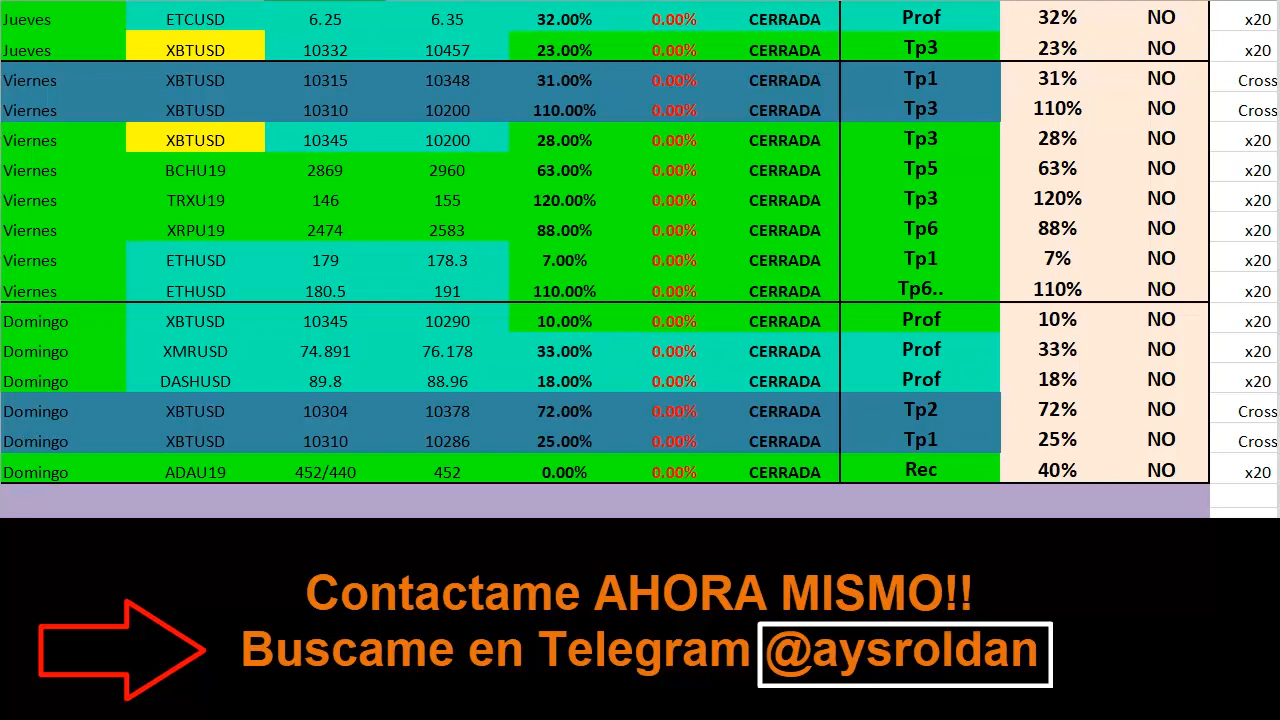 Jueves ETCUSD 6.25 6.35 32.00% 0.00% CERRADA Prof 32% NO x20
Jueves XBTUSD 10332 10457 23.00% 0.00% CERRADA Tp3 23% NO x20
Viernes XBTUSD 10315 10348 31.00% 0.00% CERRADA Tp1 31% NO Cross
Viernes XBTUSD 10310 10200 110.00% 0.00% CERRADA Tp3 110% NO Cross
Viernes XBTUSD 10345 10200 28.00% 0.00% CERRADA Tp3 28% NO x20
Viernes BCHU19 2869 2960 63.00% 0.00% CERRADA Tp5 63% NO x20
Viernes TRXU19 146 155 120.00% 0.00% CERRADA Tp3 120% NO x20
Viernes XRPU19 2474 2583 88.00% 0.00% CERRADA Tp6 88% NO x20
Viernes ETHUSD 179 178.3 7.00% 0.00% CERRADA Tp1 7% NO x20
Viernes ETHUSD 180.5 191 110.00% 0.00% CERRADA Tp6.. 110% NO x20
Domingo XBTUSD 10345 10290 10.00% 0.00% CERRADA Prof 10% NO x20
Domingo XMRUSD 74.891 76.178 33.00% 0.00% CERRADA Prof 33% NO x20
Domingo DASHUSD 89.8 88.96 18.00% 0.00% CERRADA Prof 18% NO x20
Domingo XBTUSD 10304 10378 72.00% 0.00% CERRADA Tp2 72% NO Cross
Domingo XBTUSD 10310 10286 25.00% 0.00% CERRADA Tp1 25% NO Cross
Domingo ADAU19 452/440 452 0.00% 0.00% CERRADA Rec 40% NO x20
Contactame AHORA MISMO!!
Buscame en Telegram @aysroldan